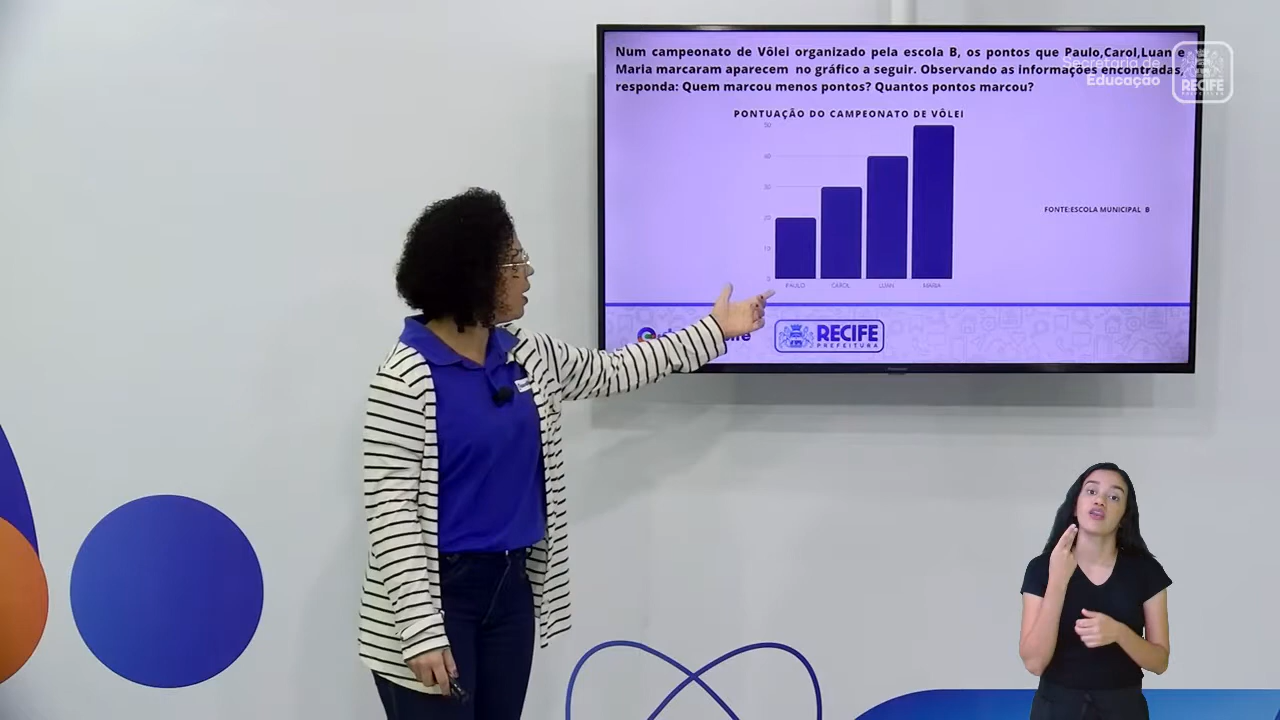 Num campeonato de Vôlei organizado pela escola B, os pontos que Paulo,Carol,Luan e
Maria marcaram aparecem no gráfico a seguir. Observando as informações encontradas,
responda: Quem marcou menos pontos? Quantos pontos marcou?
Secretaria de
Educação
RECIFE
PREFEITURA
PONTUAÇÃO DO CAMPEONATO DE VÔLEI
50
40
30
20
10
0
PAULO CAROL LUAN MARIA
FONTE:ESCOLA MUNICIPAL B
RECIFE
PREFEITURA